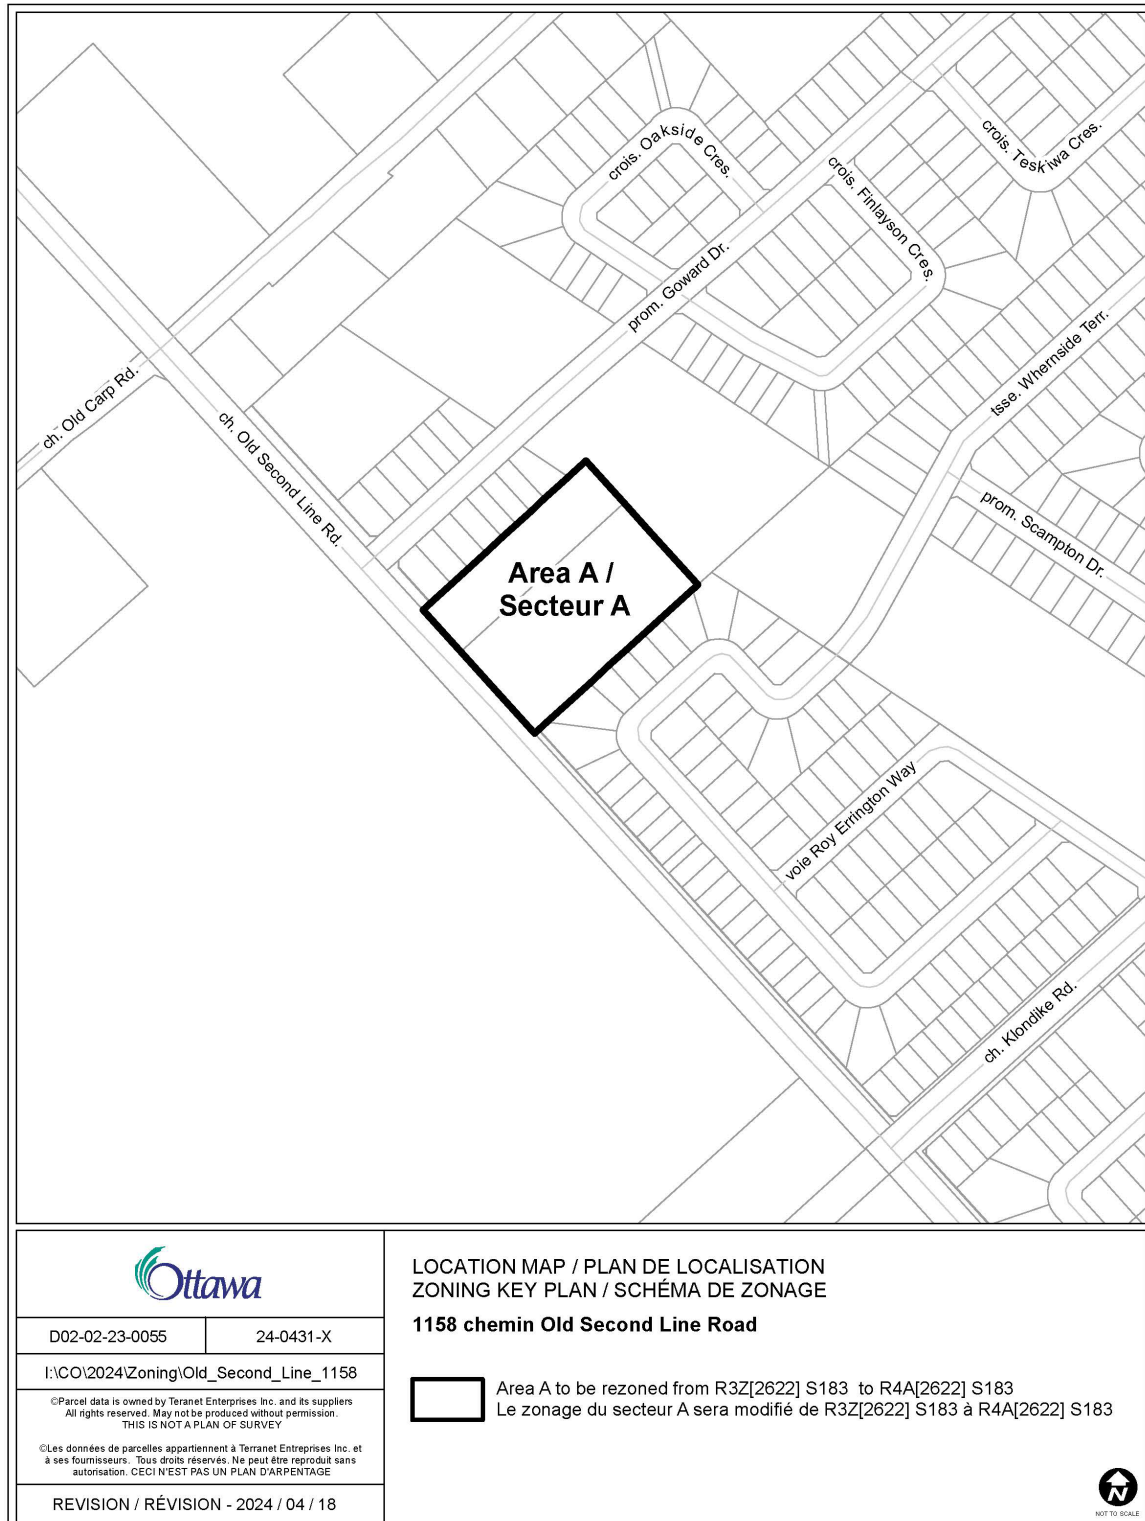 crois. Oakside Cres.
crois. Teskiwa Cres.
crois. Finlayson Cres.
prom. Goward Dr.
tsse. Whernside Terr.
ch. Old Carp Rd.
ch. Old Second Line Rd.
prom. Scampton Dr.
Area A /
Secteur A
voie Roy Errington Way
ch. Klondike Rd.
Ottawa
D02-02-23-0055
24-0431-X
I:\CO\2024\Zoning\Old_Second_Line_1158
©Parcel data is owned by Teranet Enterprises Inc. and its suppliers
All rights reserved. May not be produced without permission.
THIS IS NOT A PLAN OF SURVEY
©Les données de parcelles appartiennent à Terranet Entreprises Inc. et
à ses fournisseurs. Tous droits réservés. Ne peut être reproduit sans
autorisation. CECI N'EST PAS UN PLAN D'ARPENTAGE
REVISION / RÉVISION - 2024 / 04 / 18
LOCATION MAP / PLAN DE LOCALISATION
ZONING KEY PLAN / SCHÉMA DE ZONAGE
1158 chemin Old Second Line Road
Area A to be rezoned from R3Z[2622] S183 to R4A[2622] S183
Le zonage du secteur A sera modifié de R3Z[2622] S183 à R4A[2622] S183
N
NOT TO SCALE